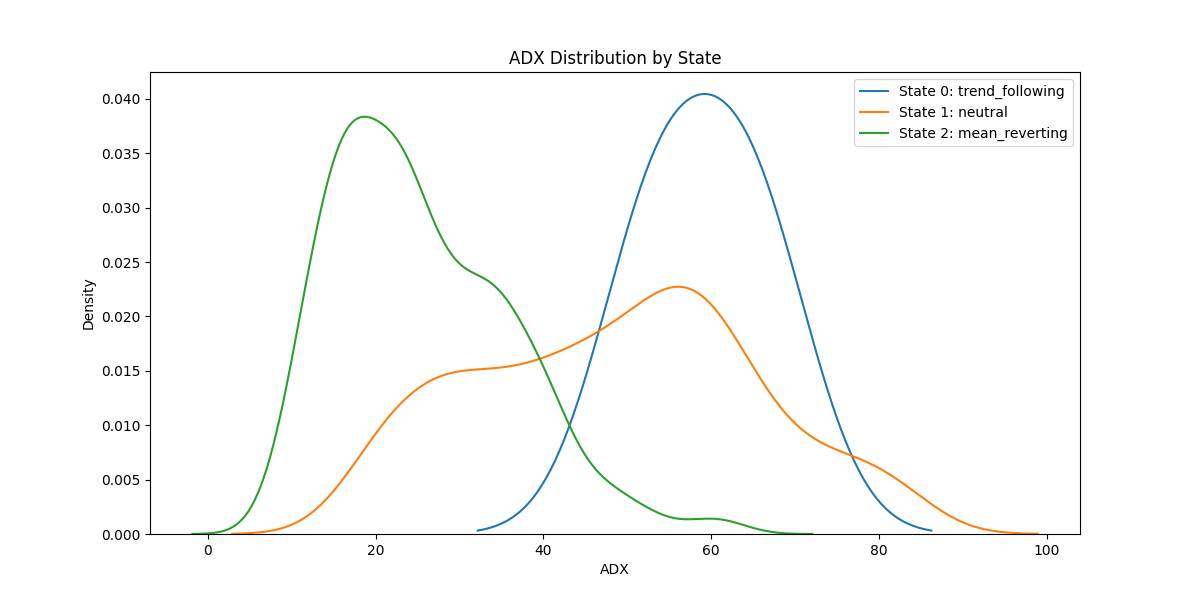 ADX Distribution by State
State 0: trend_following
State 1: neutral
State 2: mean_reverting
Density
0.040
0.035
0.030
0.025
0.020
0.015
0.010
0.005
0.000
0 20 40 60 80 100
ADX